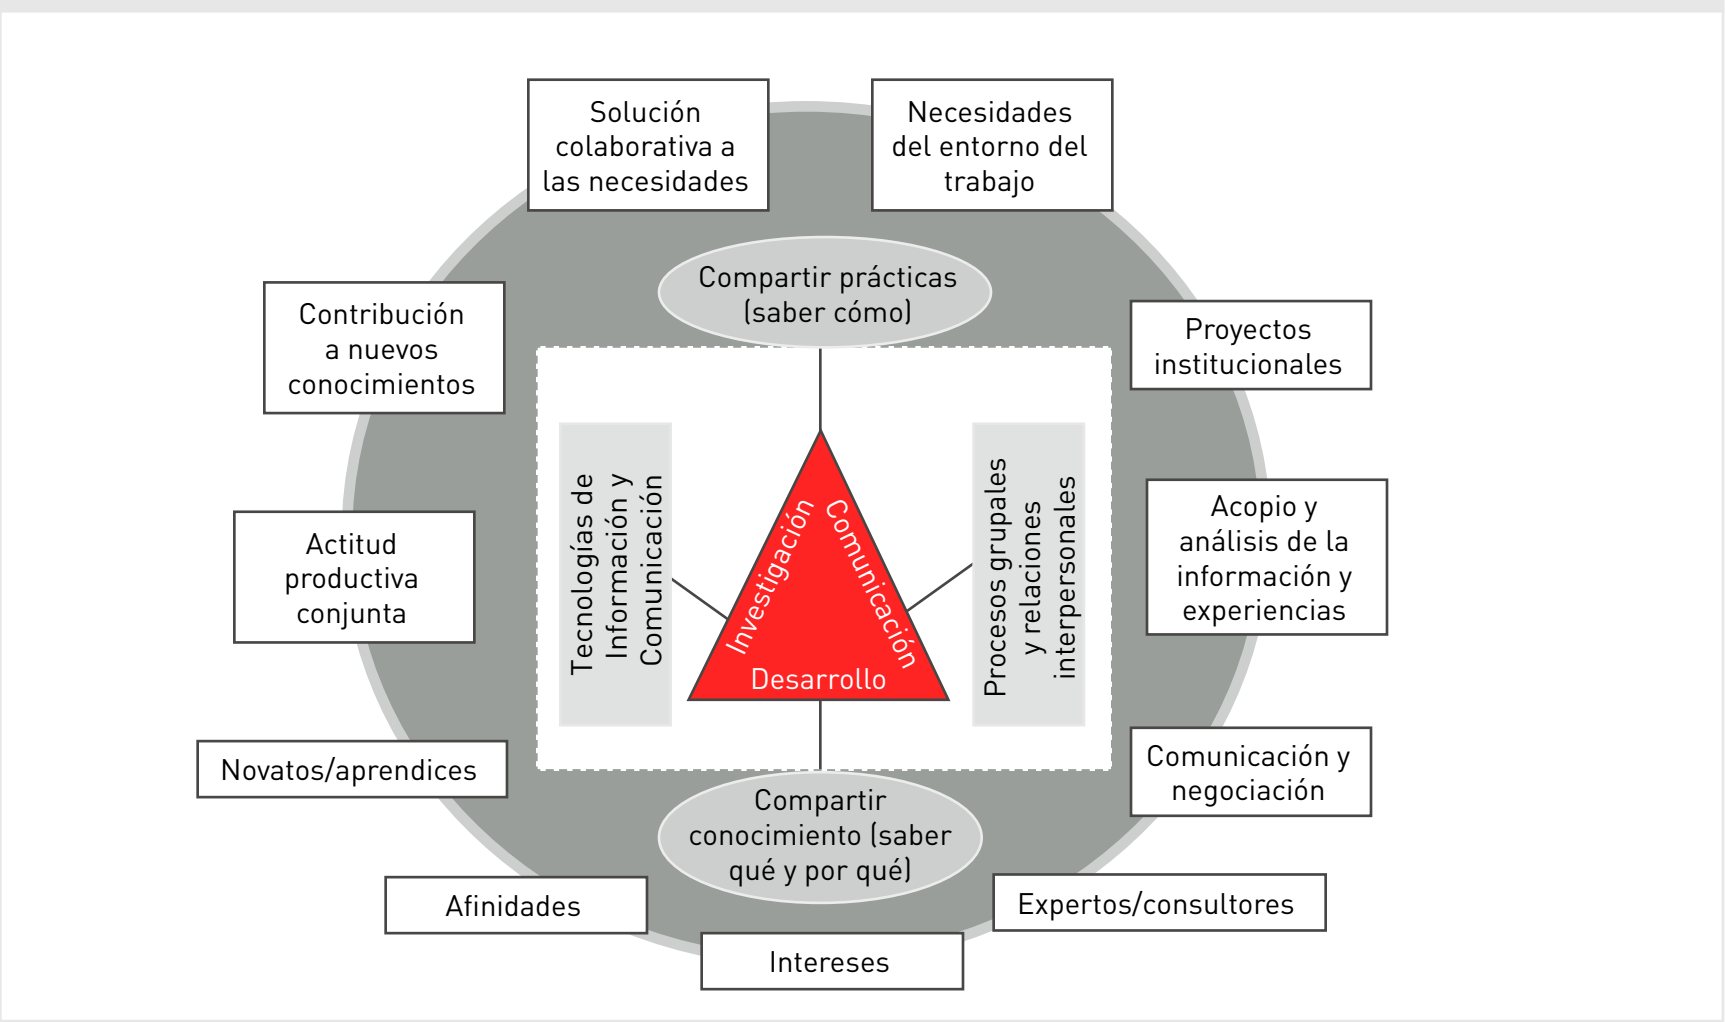 Solución
colaborativa a
las necesidades
Necesidades
del entorno del
trabajo
Compartir prácticas
(saber cómo)
Contribución
a nuevos
conocimientos
Proyectos
institucionales
Tecnologías de
Información y
Comunicación
Investigación
Comunicación
Desarrollo
Procesos grupales
y relaciones
interpersonales
Actitud
productiva
conjunta
Acopio y
análisis de la
información y
experiencias
Novatos/aprendices
Comunicación y
negociación
Compartir
conocimiento (saber
qué y por qué)
Afinidades
Expertos/consultores
Intereses